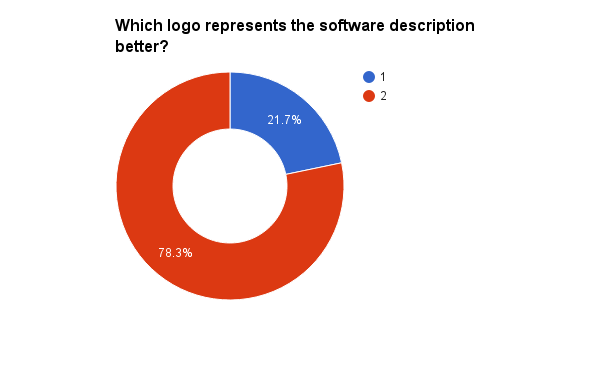 Which logo represents the software description
better?
1
2
21.7%
78.3%